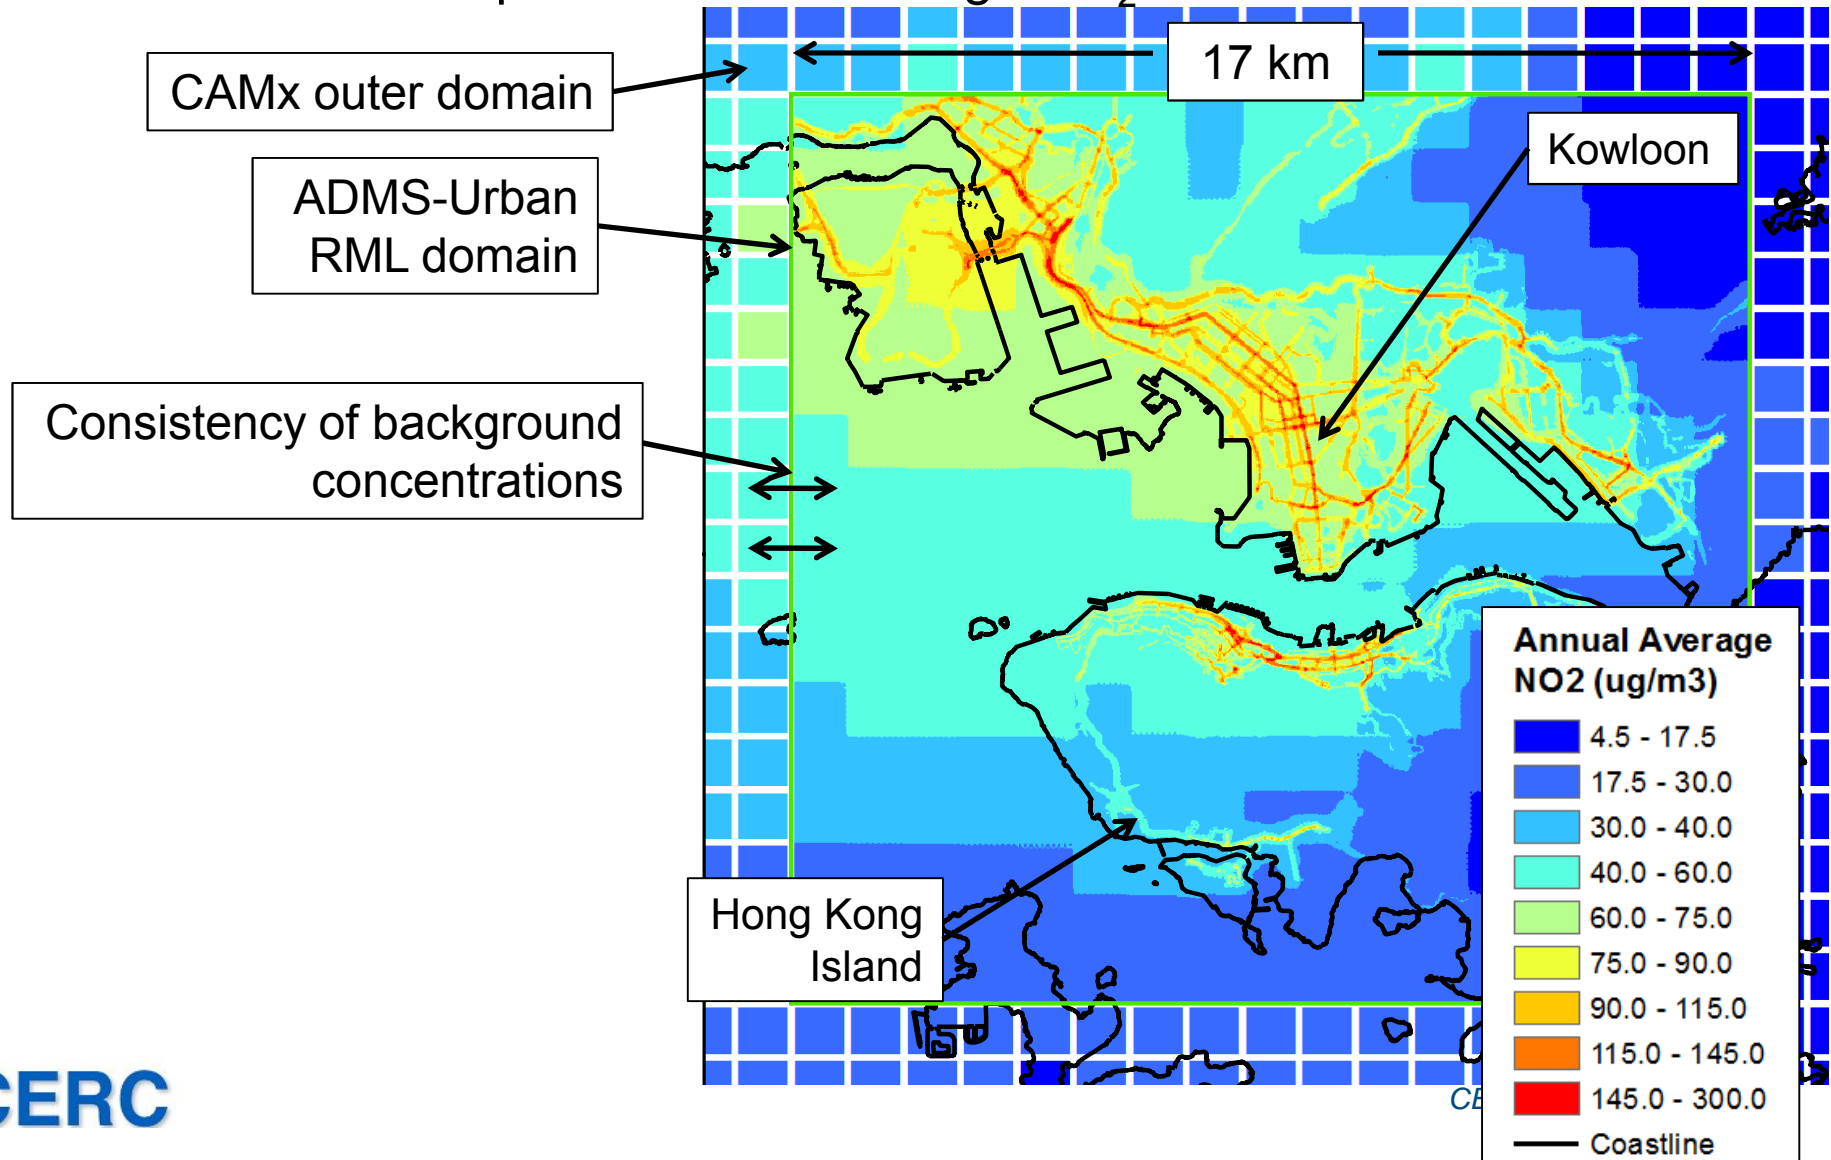 17 km
CAMx outer domain
Kowloon
ADMS-Urban
RML domain
Consistency of background
concentrations
Hong Kong
Island
Annual Average
NO2 (ug/m3)
4.5 - 17.5
17.5 - 30.0
30.0 - 40.0
40.0 - 60.0
60.0 - 75.0
75.0 - 90.0
90.0 - 115.0
115.0 - 145.0
145.0 - 300.0
Coastline
CERC